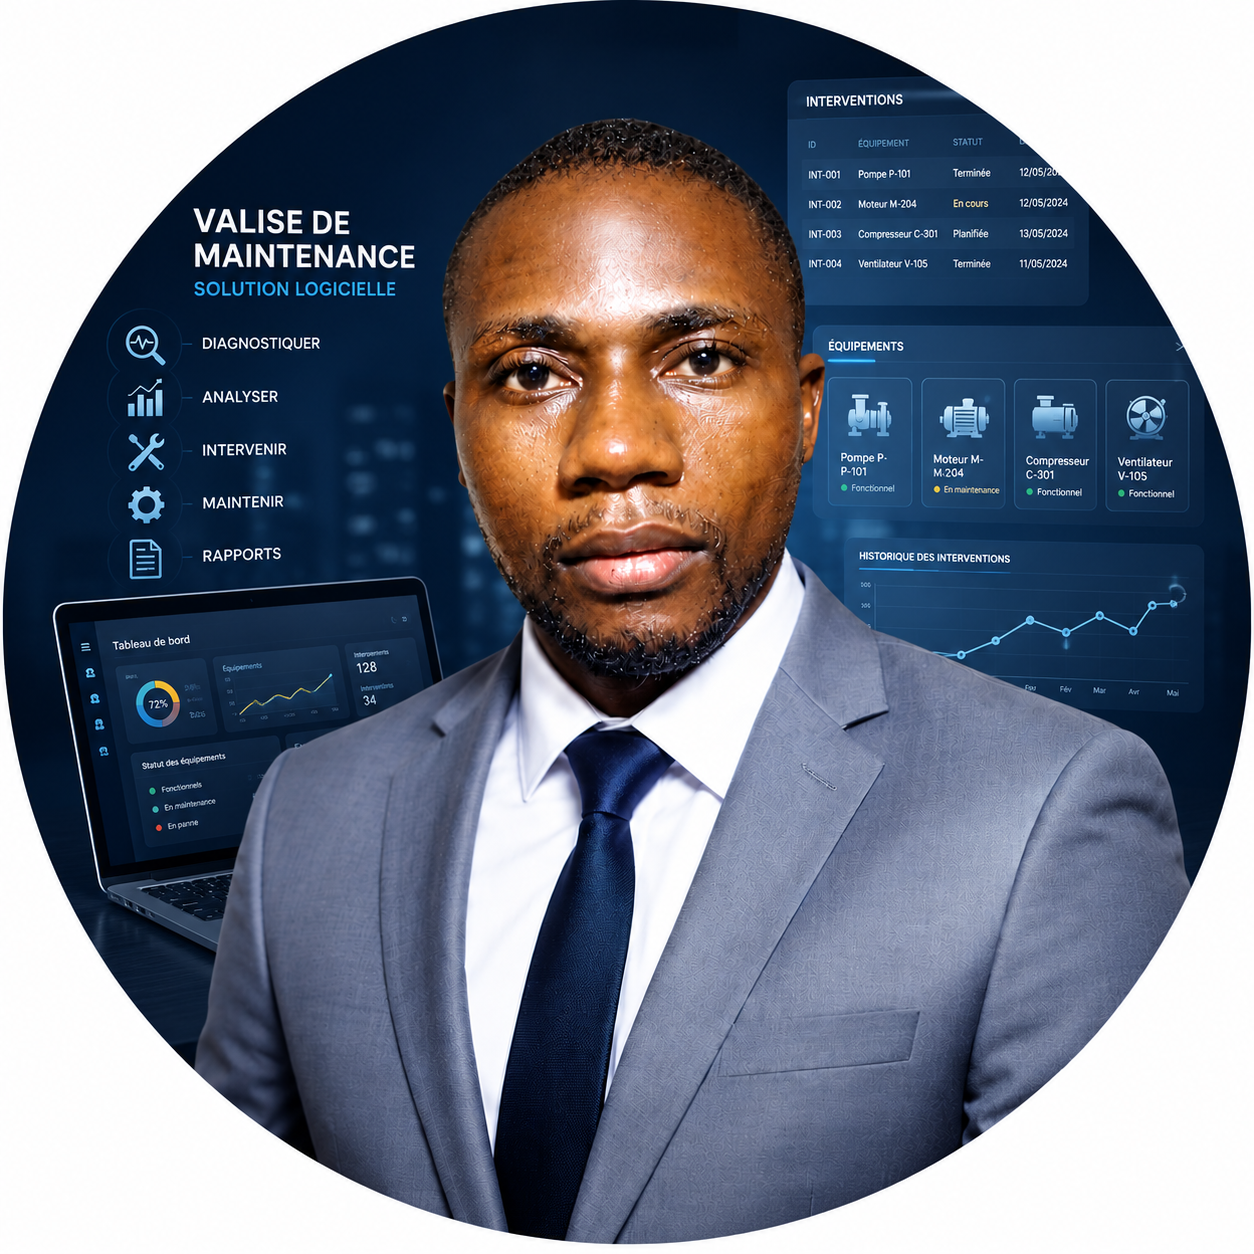 VALISE DE
MAINTENANCE
SOLUTION LOGICIELLE
DIAGNOSTIQUER
ANALYSER
INTERVENIR
MAINTENIR
RAPPORTS
Tableau de bord
72%
Équipements
128
34
Statut des équipements
Fonctionnels
En maintenance
En panne
INTERVENTIONS
ID ÉQUIPEMENT STATUT
INT-001 Pompe P-101 Terminée 12/05/20
INT-002 Moteur M-204 En cours 12/05/2024
INT-003 Compresseur C-301 Planifiée 13/05/2024
INT-004 Ventilateur V-105 Terminée 11/05/2024
ÉQUIPEMENTS
Pompe P-
P-101
Fonctionnel
Moteur M-
M.204
En maintenance
Compresseur
C-301
Fonctionnel
Ventilateur
V-105
Fonctionnel
HISTORIQUE DES INTERVENTIONS
Fév Mar Avr Mai